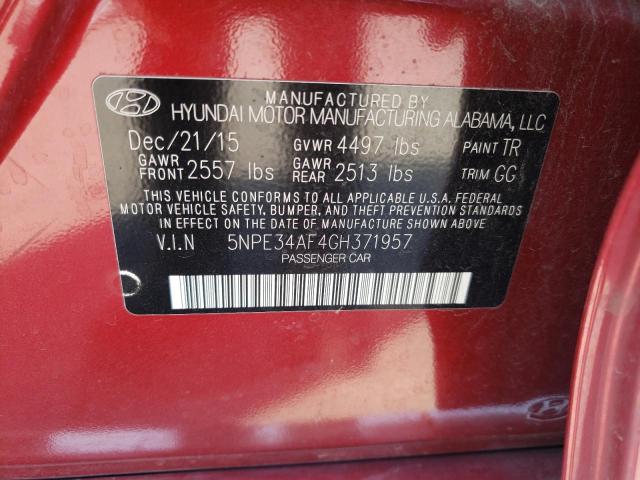 MANUFACTURED BY
HYUNDAI MOTOR MANUFACTURING ALABAMA, LLC
Dec/21/15 GVWR 4497 lbs PAINT TR
GAWR FRONT 2557 lbs GAWR REAR 2513 lbs TRIM GG
THIS VEHICLE CONFORMS TO ALL APPLICABLE U.S.A. FEDERAL
MOTOR VEHICLE SAFETY, BUMPER, AND THEFT PREVENTION STANDARDS
IN EFFECT ON DATE OF MANUFACTURE SHOWN ABOVE
V.I.N 5NPE34AF4GH371957
PASSENGER CAR